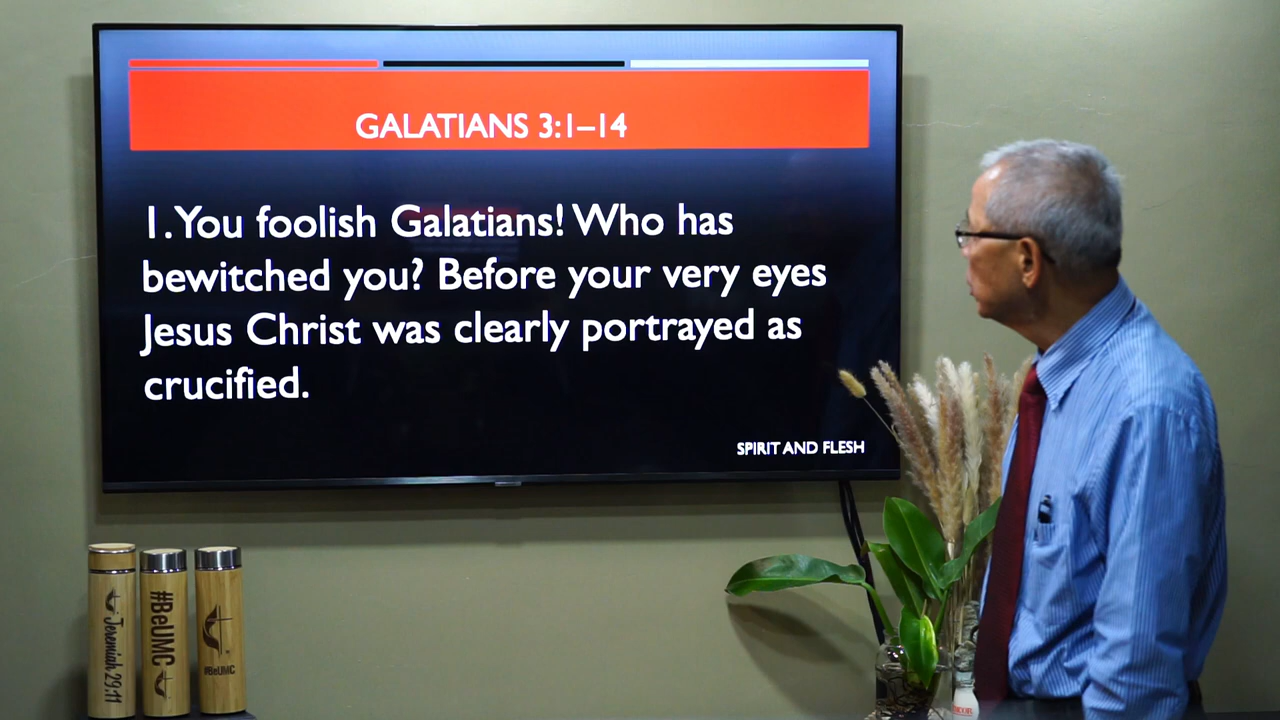 GALATIANS 3:1–14
1. You foolish Galatians! Who has
bewitched you? Before your very eyes
Jesus Christ was clearly portrayed as
crucified.
SPIRIT AND FLESH
Jeremiah 29:11
#BeUMC
#BeUMC